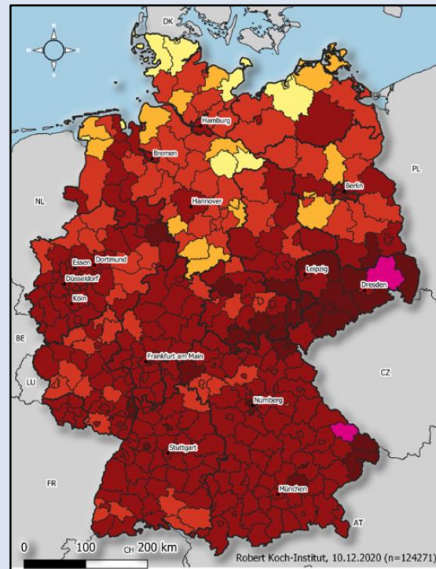 DK
Hamburg
Bremen
PL
NL
Berlin
Hannover
Essen
Dortmund
Düsseldorf
Köln
Leipzig
Dresden
BE
Frankfurt am Main
LU
CZ
Nürnberg
Stuttgart
FR
München
AT
CH
0 100 200 km
Robert Koch-Institut, 10.12.2020 (n=124271)